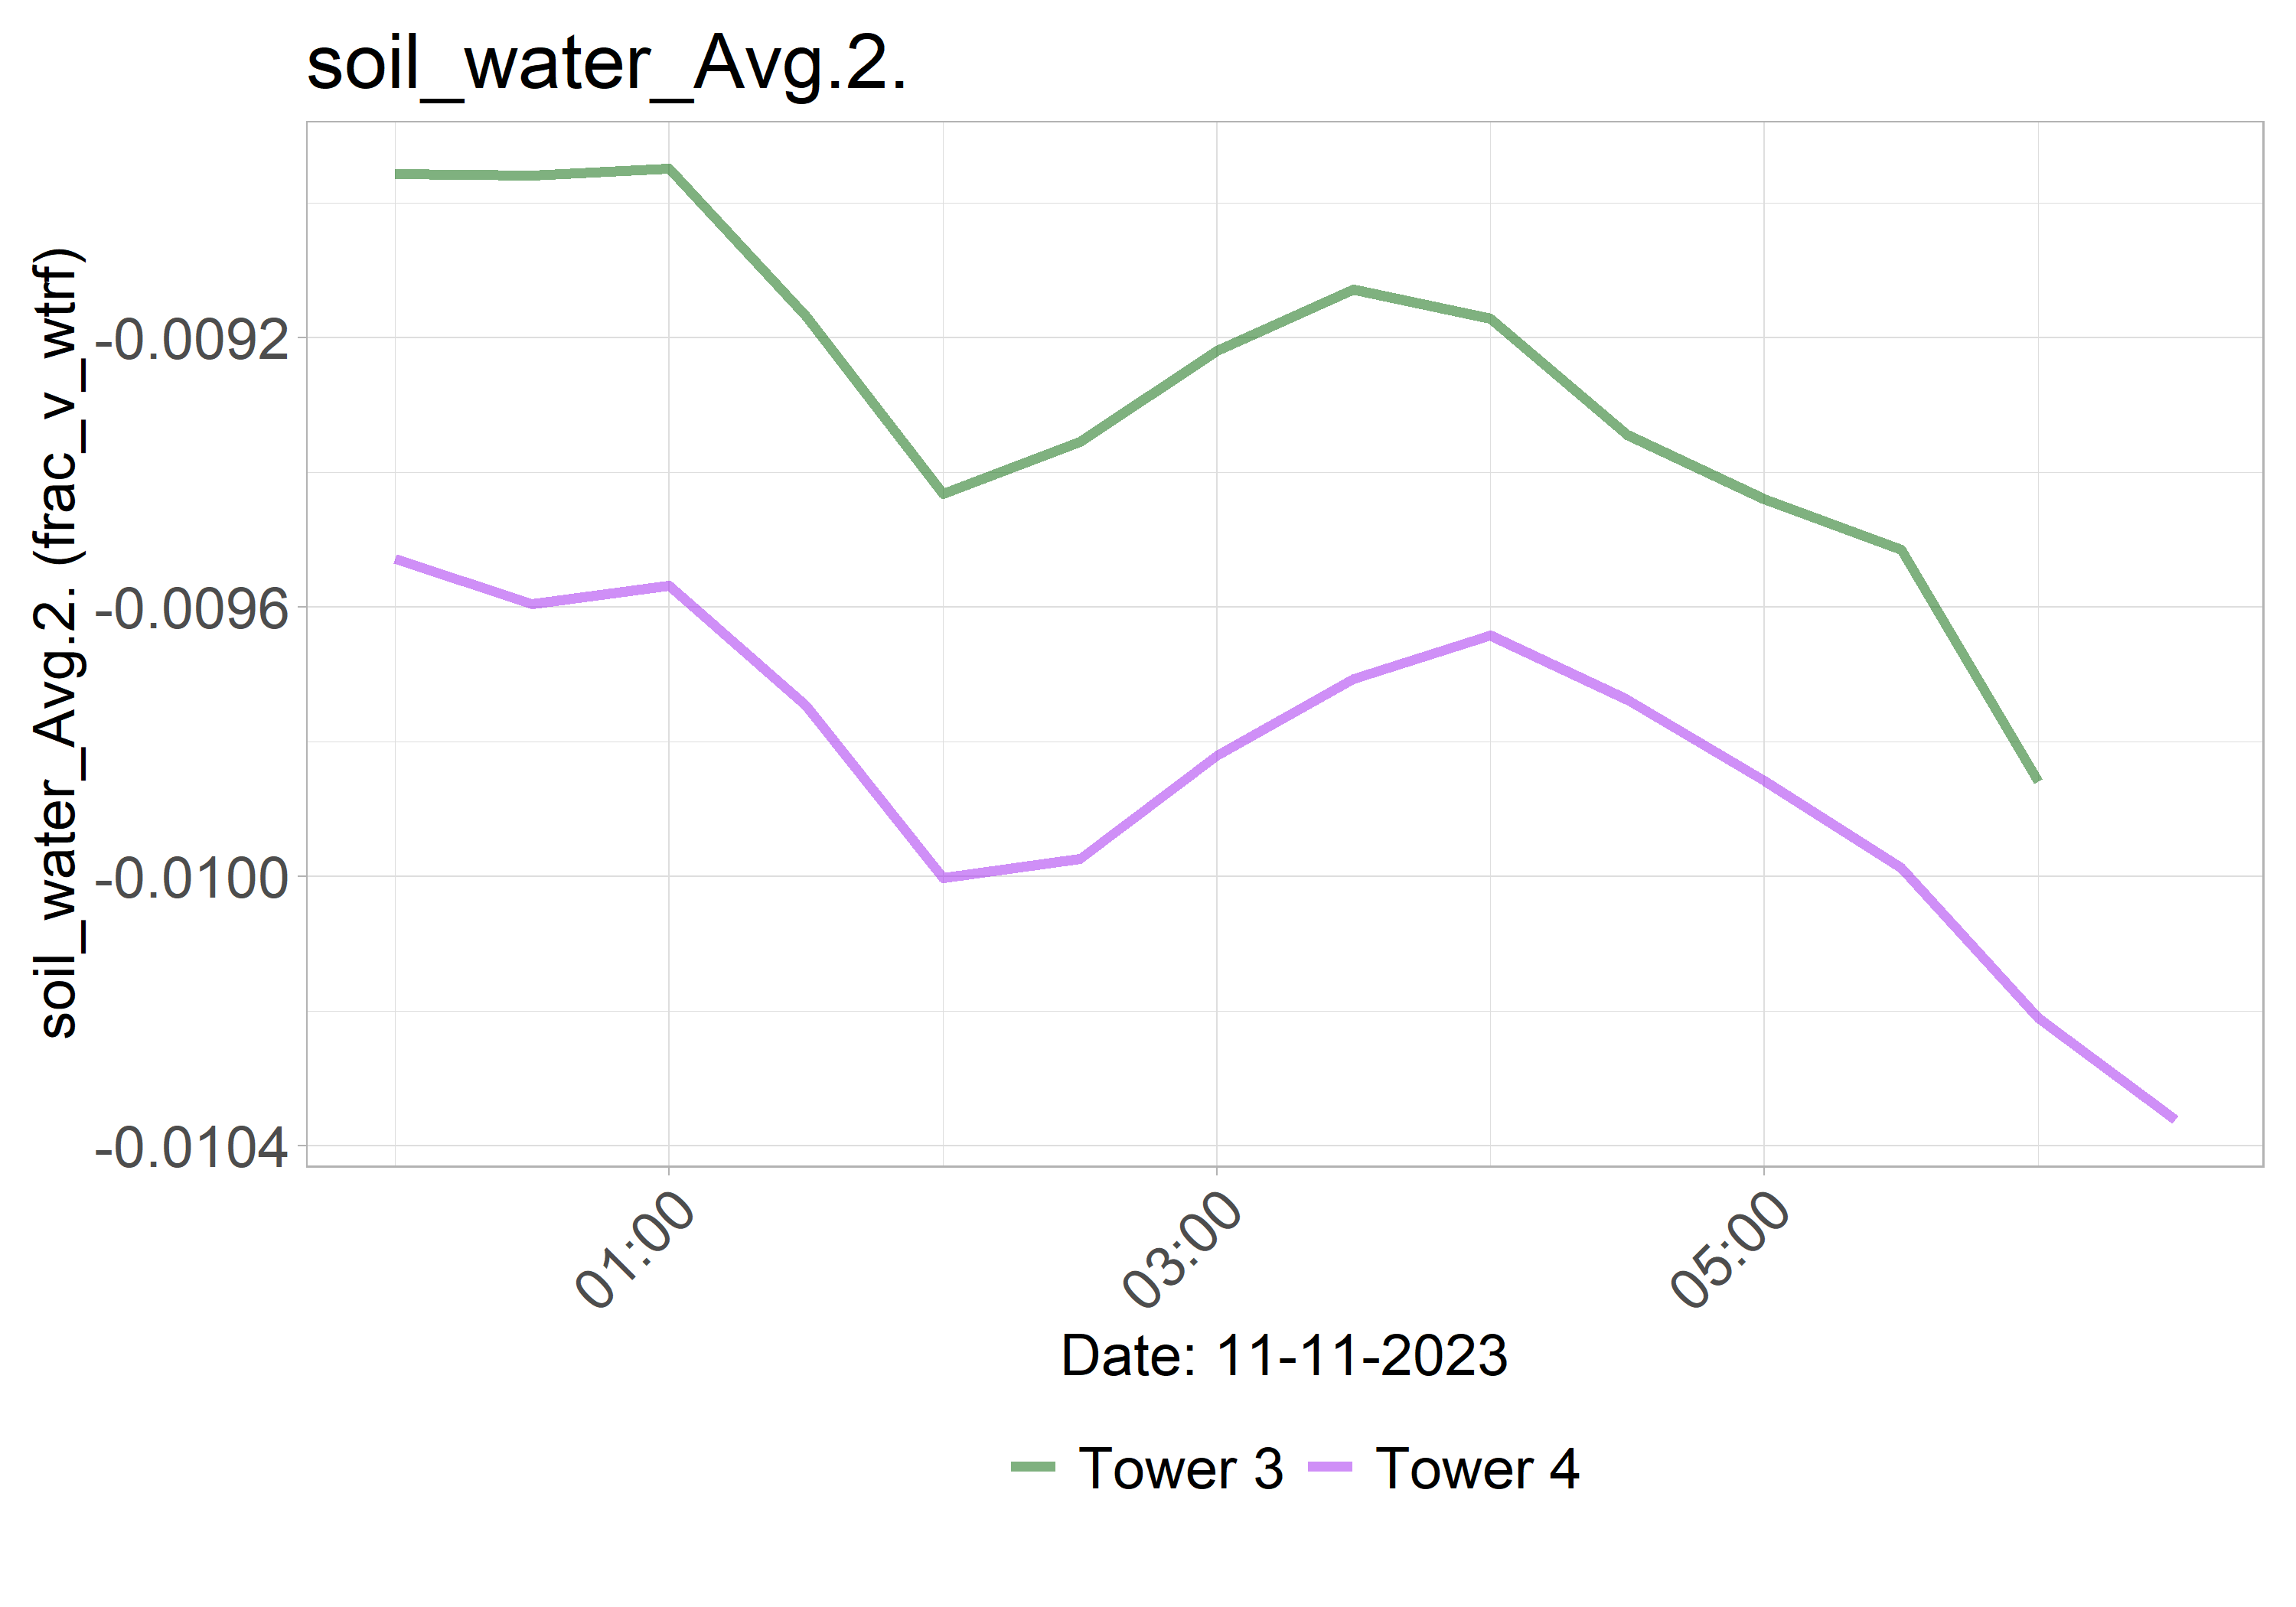 soil_water_Avg.2.
soil_water_Avg.2. (frac_v_wtrf)
-0.0092
-0.0096
-0.0100
-0.0104
01:00
03:00
05:00
Date: 11-11-2023
Tower 3
Tower 4